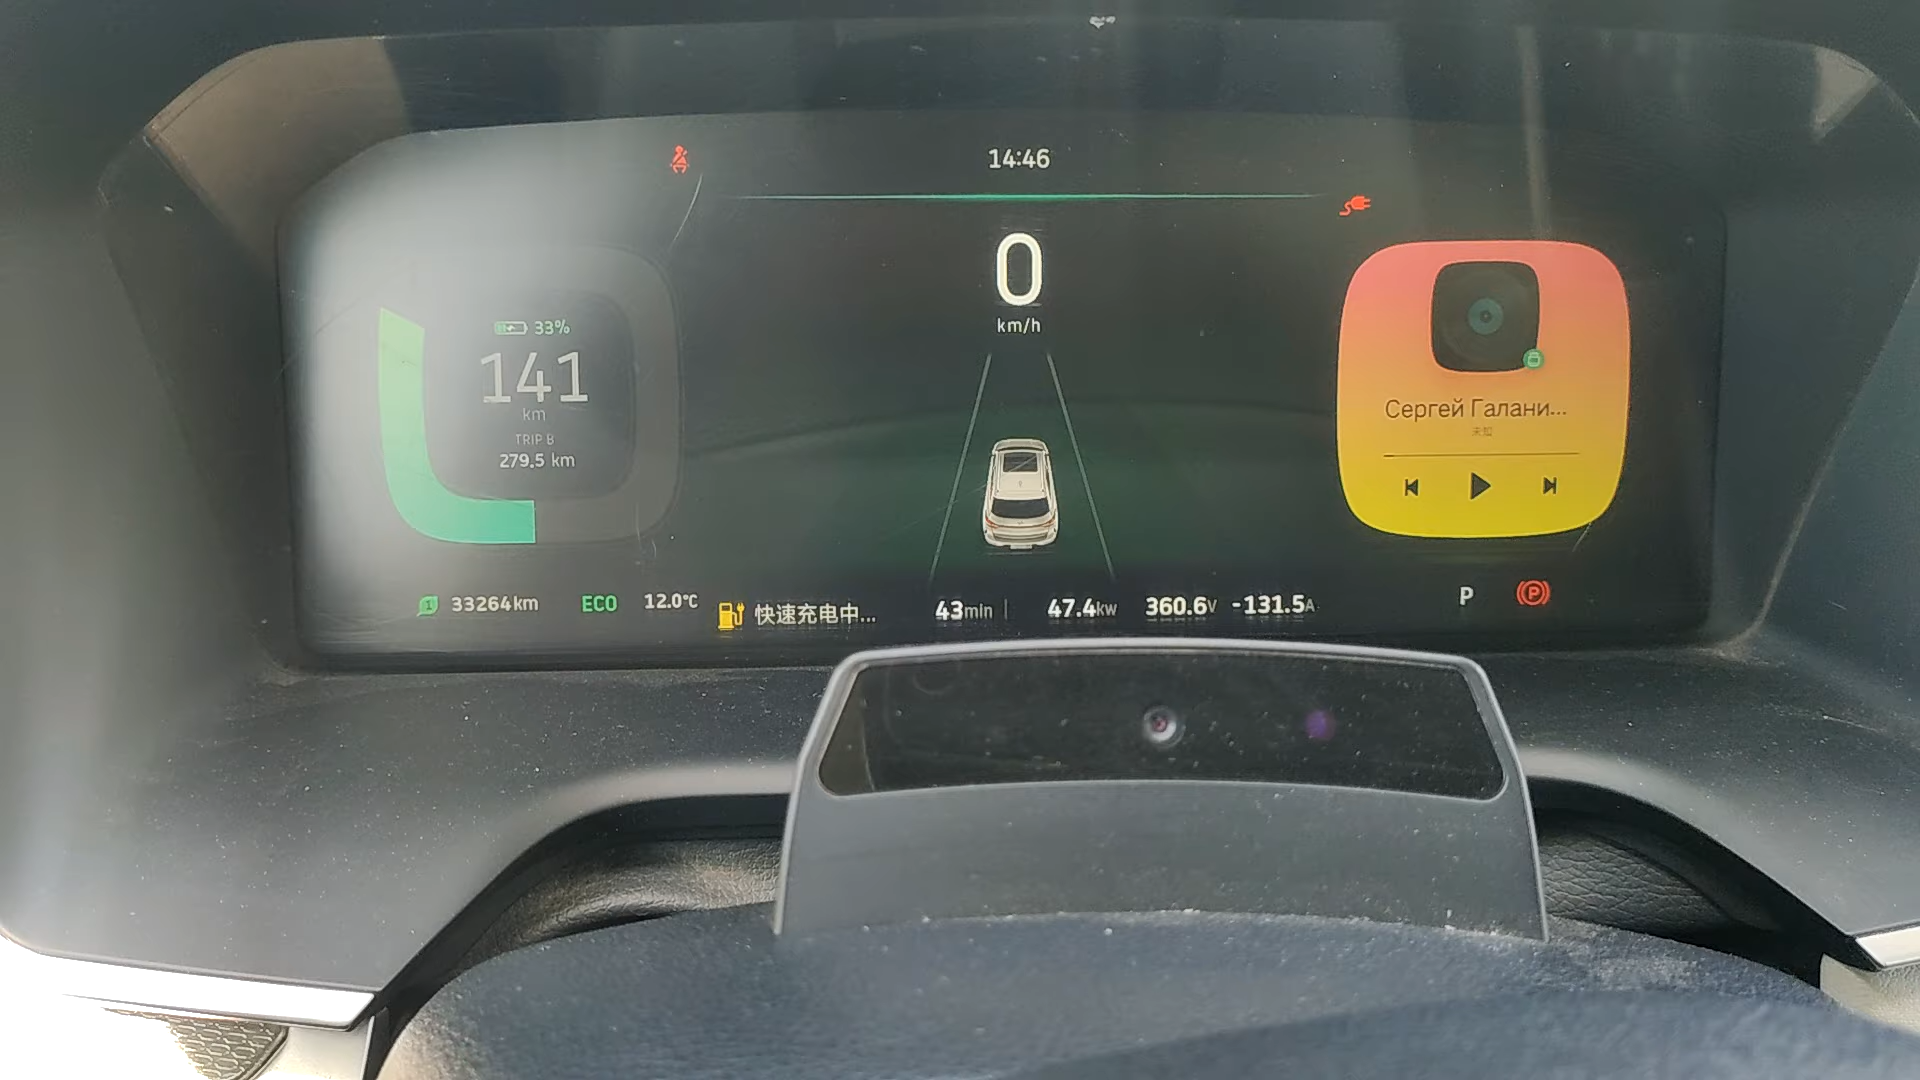 14:46
0
km/h
33%
141
km
TRIP B
279.5 km
Сергей Галани...
未知
1
33264km
ECO
12.0°C
快速充电中...
43min
47.4kw
360.6V
-131.5A
P
P